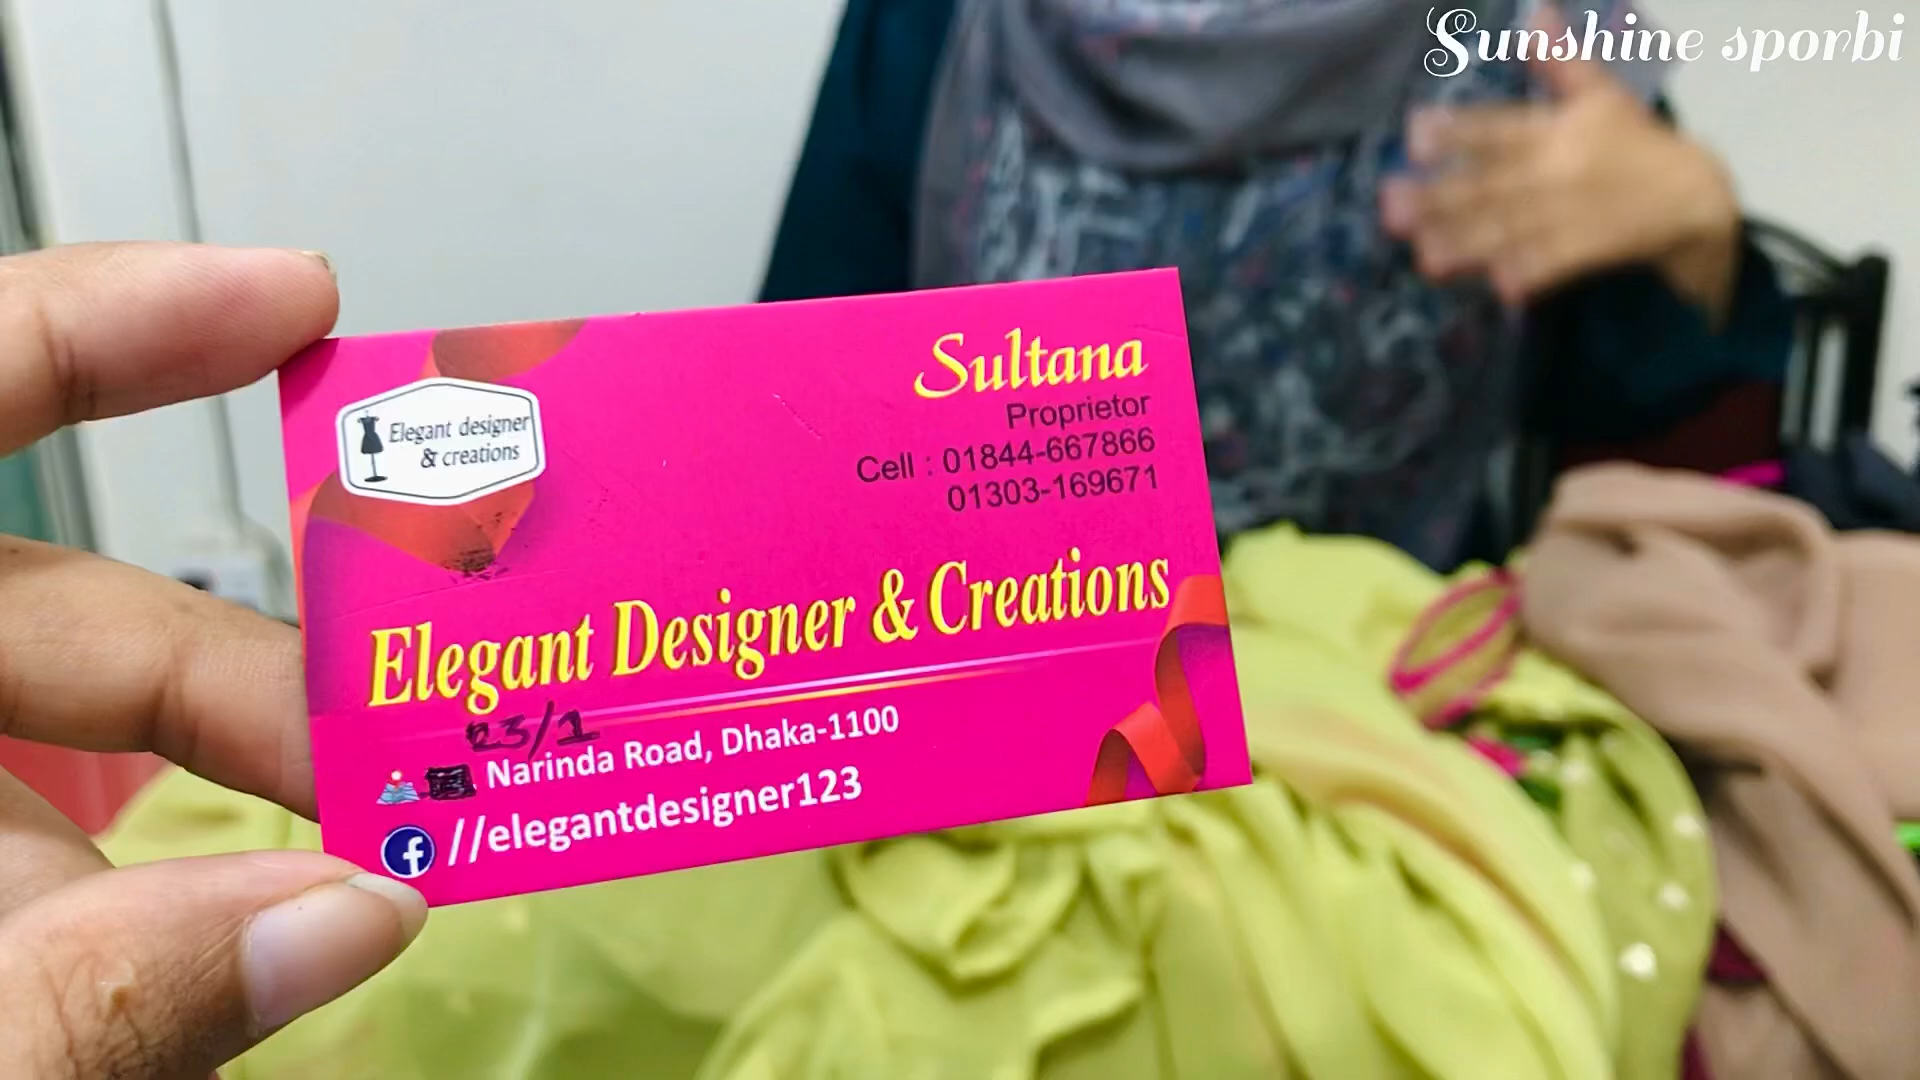 Sunshine sporbi
Elegant designer
& creations
Sultana
Proprietor
Cell : 01844-667866
01303-169671
Elegant Designer & Creations
23/1
Narinda Road, Dhaka-1100
//elegantdesigner123